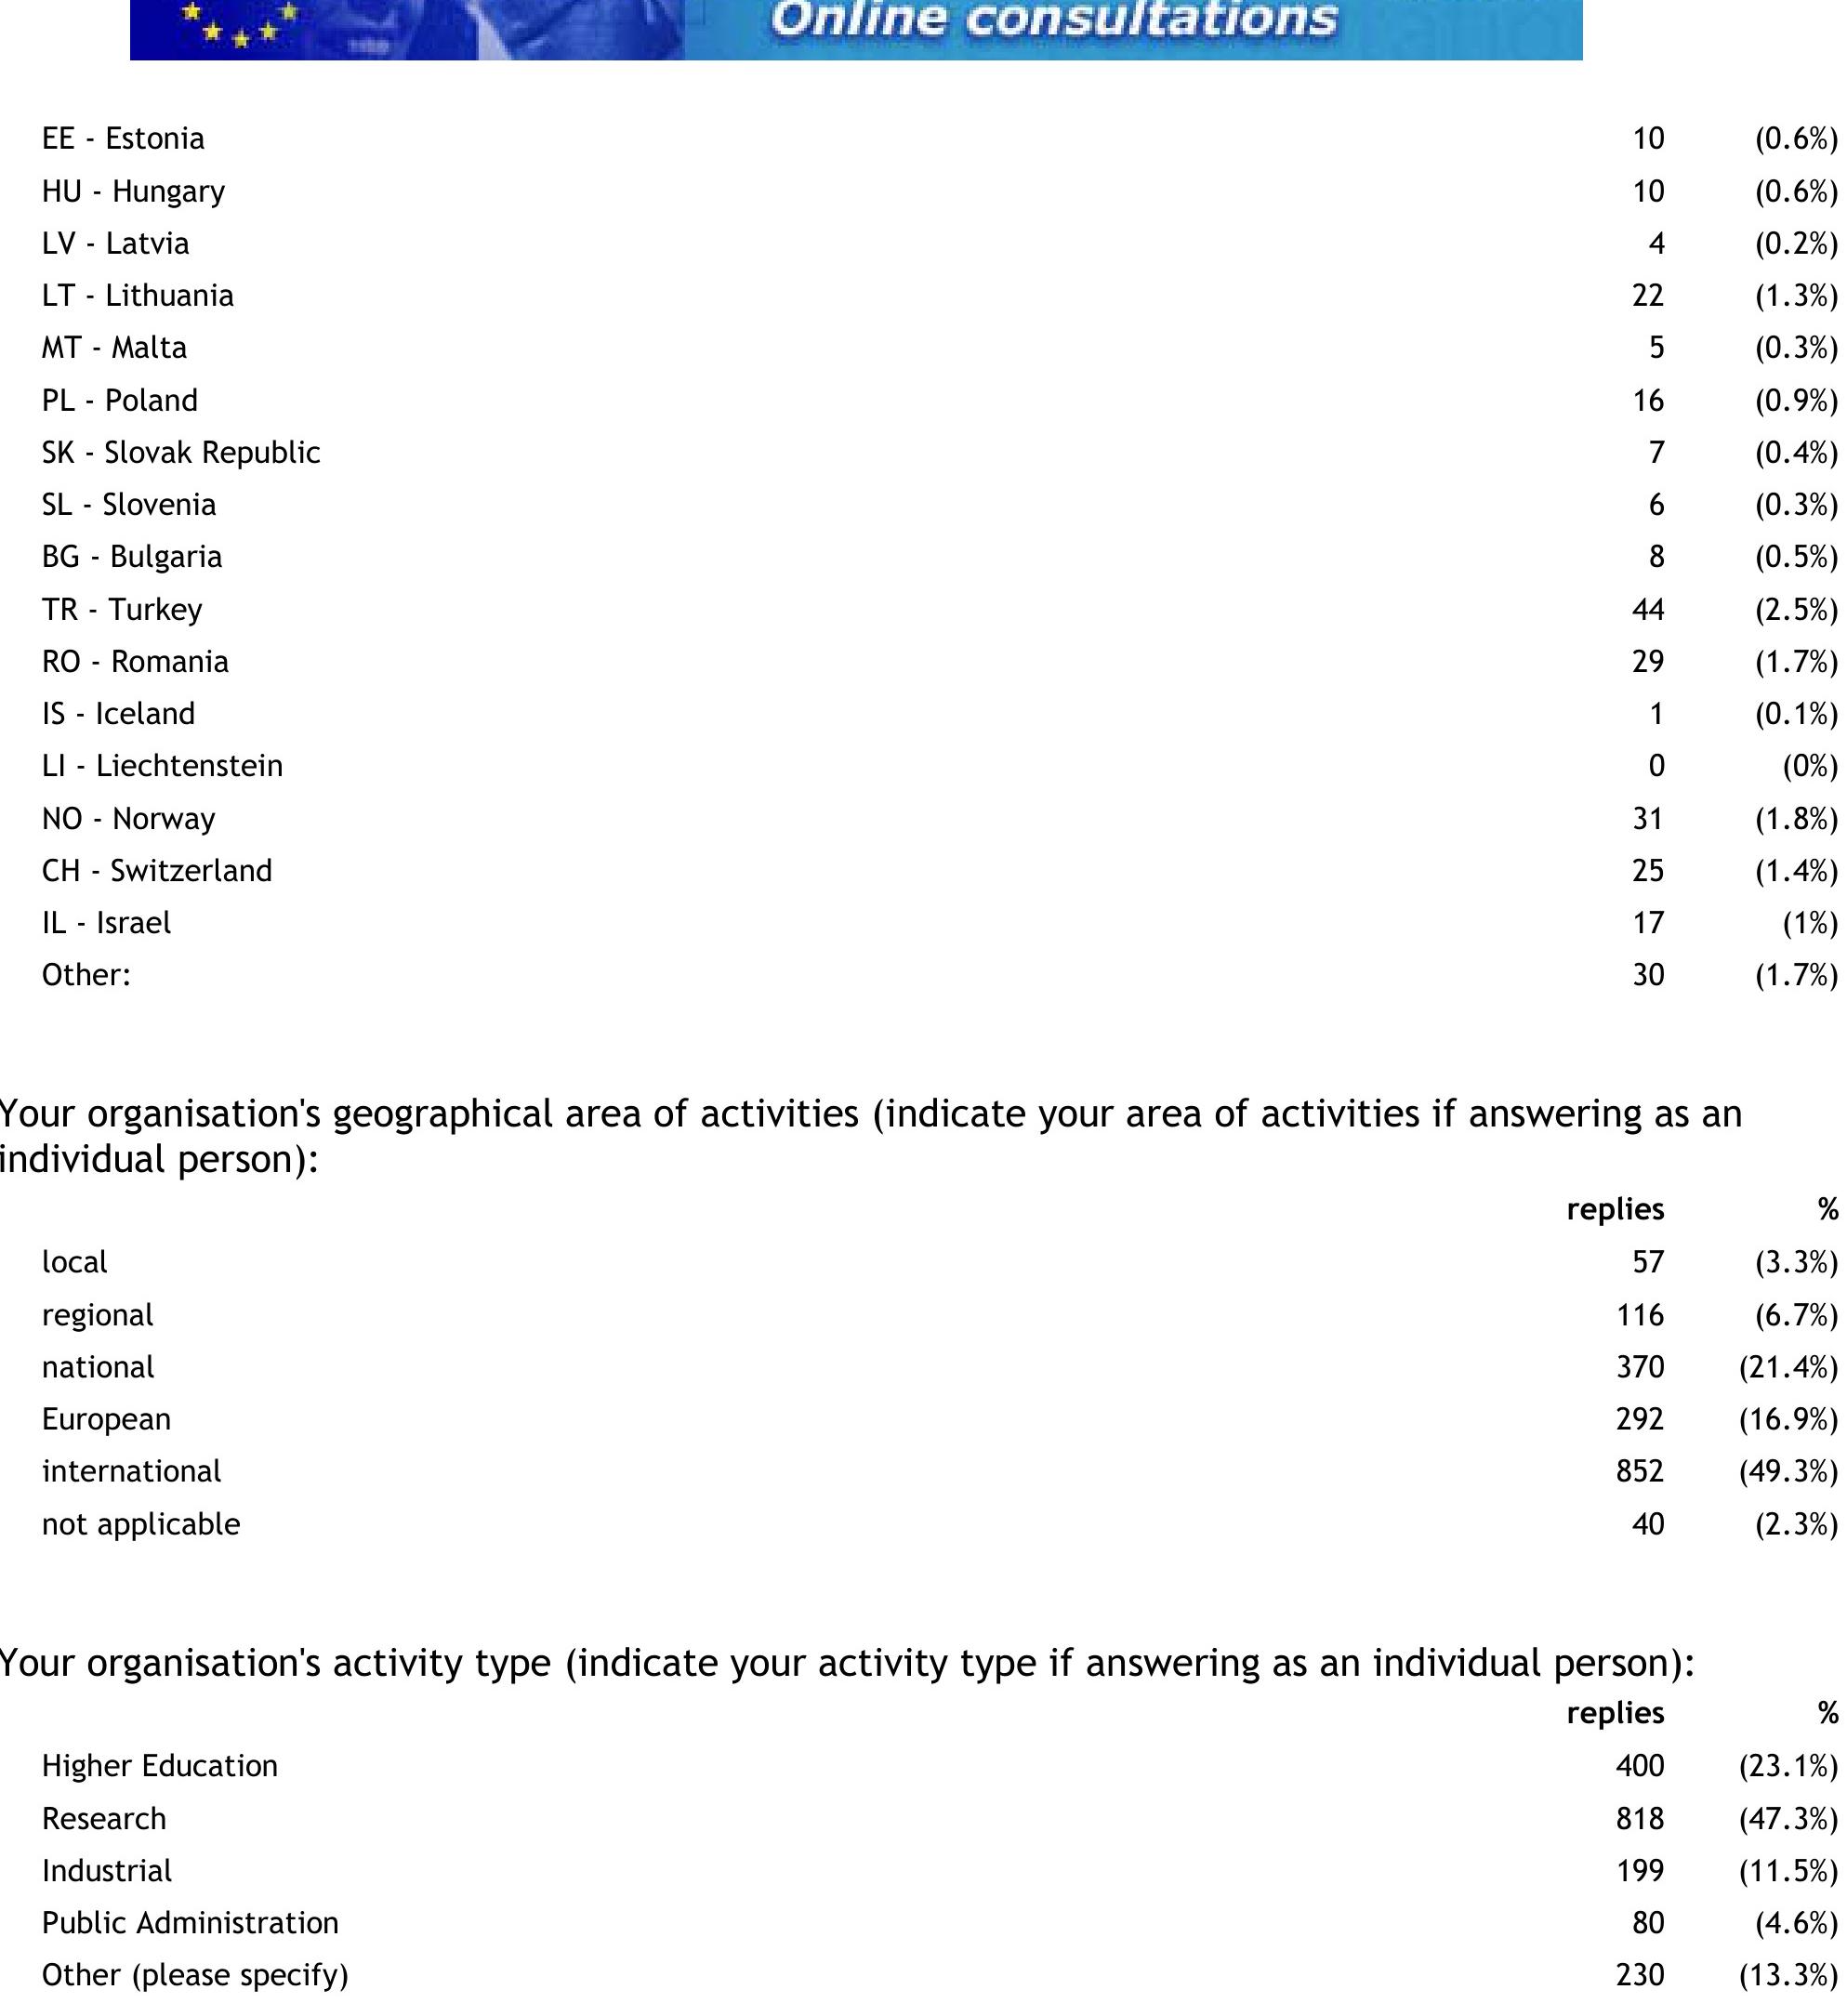 Online consultations
EE - Estonia 10 (0.6%)
HU - Hungary 10 (0.6%)
LV - Latvia 4 (0.2%)
LT - Lithuania 22 (1.3%)
MT - Malta 5 (0.3%)
PL - Poland 16 (0.9%)
SK - Slovak Republic 7 (0.4%)
SL - Slovenia 6 (0.3%)
BG - Bulgaria 8 (0.5%)
TR - Turkey 44 (2.5%)
RO - Romania 29 (1.7%)
IS - Iceland 1 (0.1%)
LI - Liechtenstein 0 (0%)
NO - Norway 31 (1.8%)
CH - Switzerland 25 (1.4%)
IL - Israel 17 (1%)
Other: 30 (1.7%)
Your organisation's geographical area of activities (indicate your area of activities if answering as an
individual person):
replies %
local 57 (3.3%)
regional 116 (6.7%)
national 370 (21.4%)
European 292 (16.9%)
international 852 (49.3%)
not applicable 40 (2.3%)
Your organisation's activity type (indicate your activity type if answering as an individual person):
replies %
Higher Education 400 (23.1%)
Research 818 (47.3%)
Industrial 199 (11.5%)
Public Administration 80 (4.6%)
Other (please specify) 230 (13.3%)